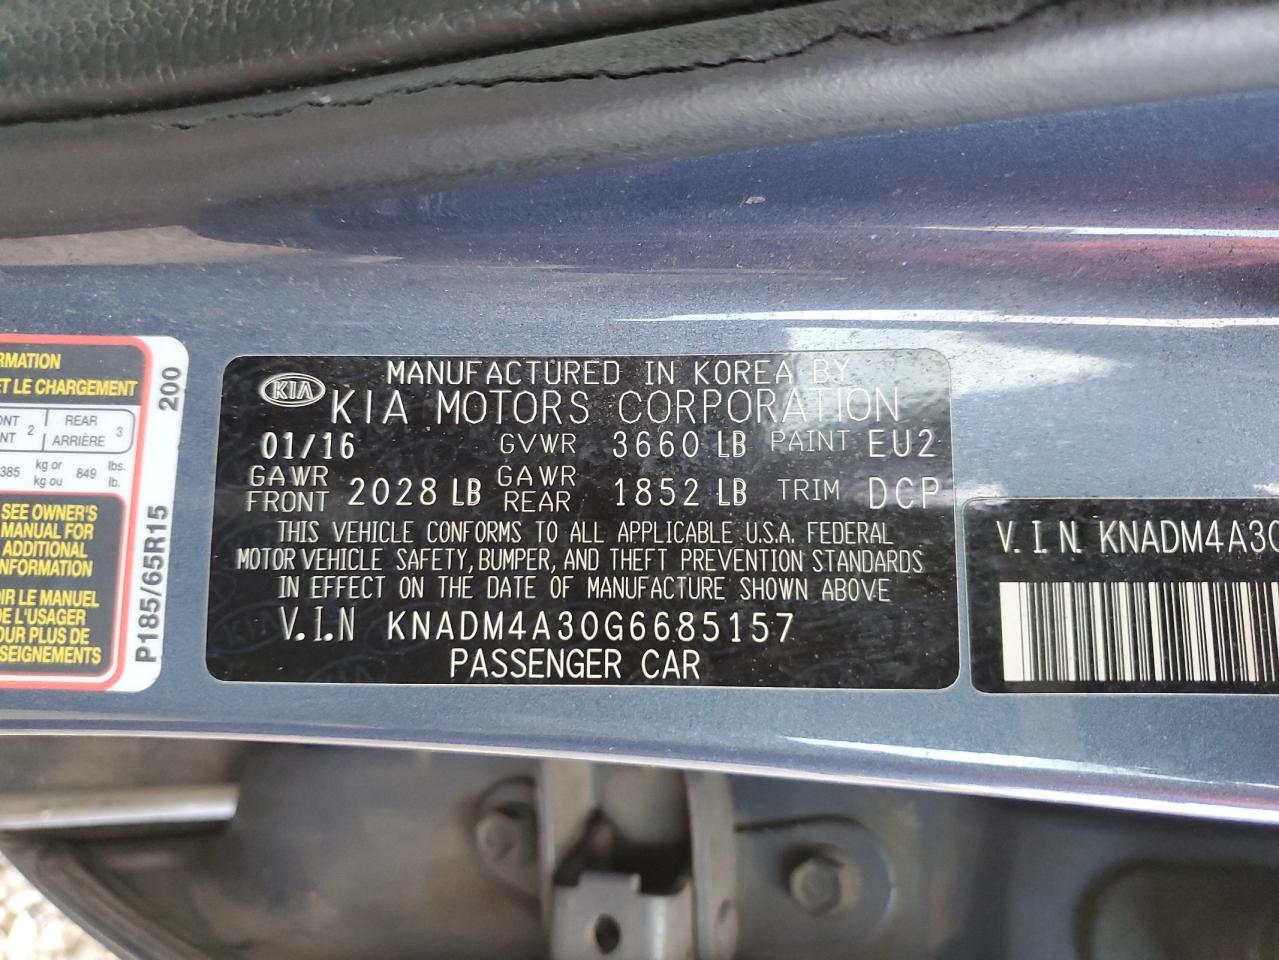 RMATION
ET LE CHARGEMENT
ONT 2 REAR 3
NT ARRIÈRE
385 kg or 849 lbs.
kg ou lb.
SEE OWNER'S
MANUAL FOR
ADDITIONAL
INFORMATION
OIR LE MANUEL
DE L'USAGER
POUR PLUS DE
SEIGNEMENTS
P185/65R15 200
KIA
MANUFACTURED IN KOREA BY
KIA MOTORS CORPORATION
01/16 GVWR 3660 LB PAINT EU2
GAWR FRONT 2028 LB GAWR REAR 1852 LB TRIM DCP
THIS VEHICLE CONFORMS TO ALL APPLICABLE U.S.A. FEDERAL
MOTOR VEHICLE SAFETY, BUMPER, AND THEFT PREVENTION STANDARDS
IN EFFECT ON THE DATE OF MANUFACTURE SHOWN ABOVE
V.I.N KNADM4A30G6685157
PASSENGER CAR
V.I.N. KNADM4A30